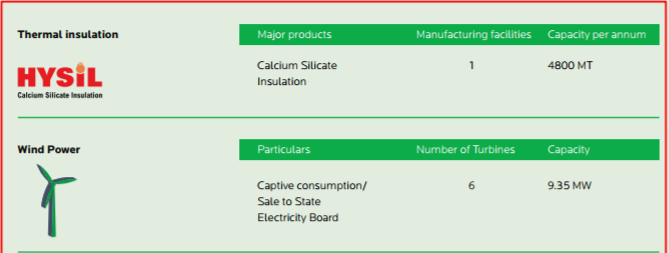 Thermal insulation
Major products Manufacturing facilities Capacity per annum
HYSiL
Calcium Silicate Insulation
Calcium Silicate 1 4800 MT
Insulation
Wind Power
Particulars Number of Turbines Capacity
Captive consumption/ 6 9.35 MW
Sale to State
Electricity Board